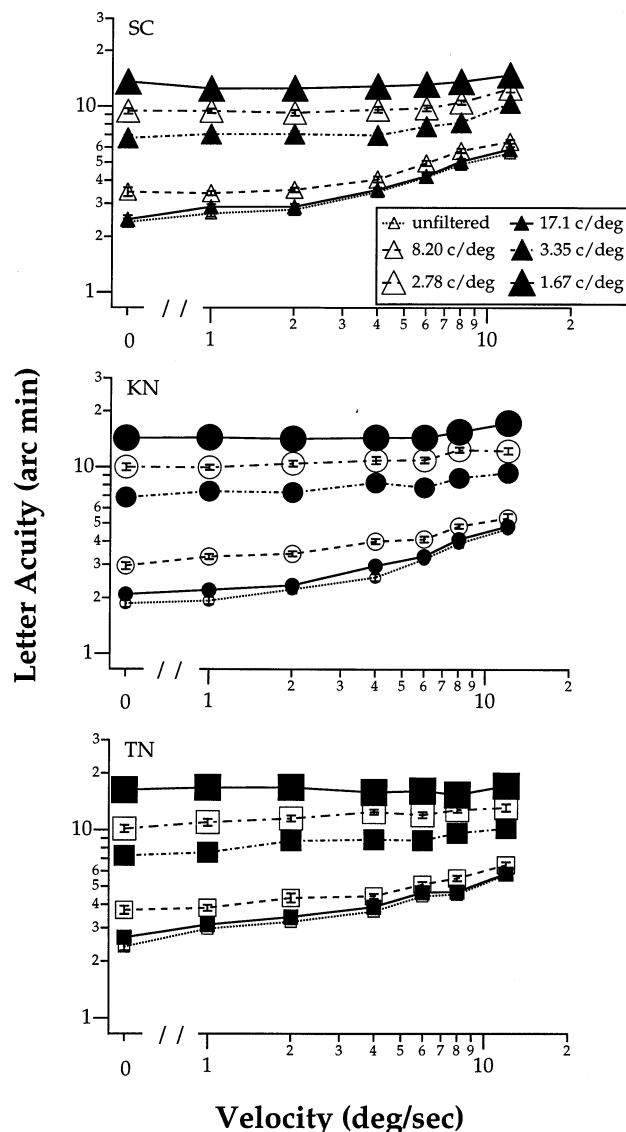 3
SC
10
6
5
4
3
2
1
unfiltered 17.1 c/deg
8.20 c/deg 3.35 c/deg
2.78 c/deg 1.67 c/deg
0 // 1 2 3 4 5 6 7 8 9 10 2
3
KN
2
10
6
5
4
3
2
1
0 // 1 2 3 4 5 6 7 8 9 10 2
3
TN
2
10
6
5
4
3
2
1
0 // 1 2 3 4 5 6 7 8 9 10 2
Letter Acuity (arc min)
Velocity (deg/sec)